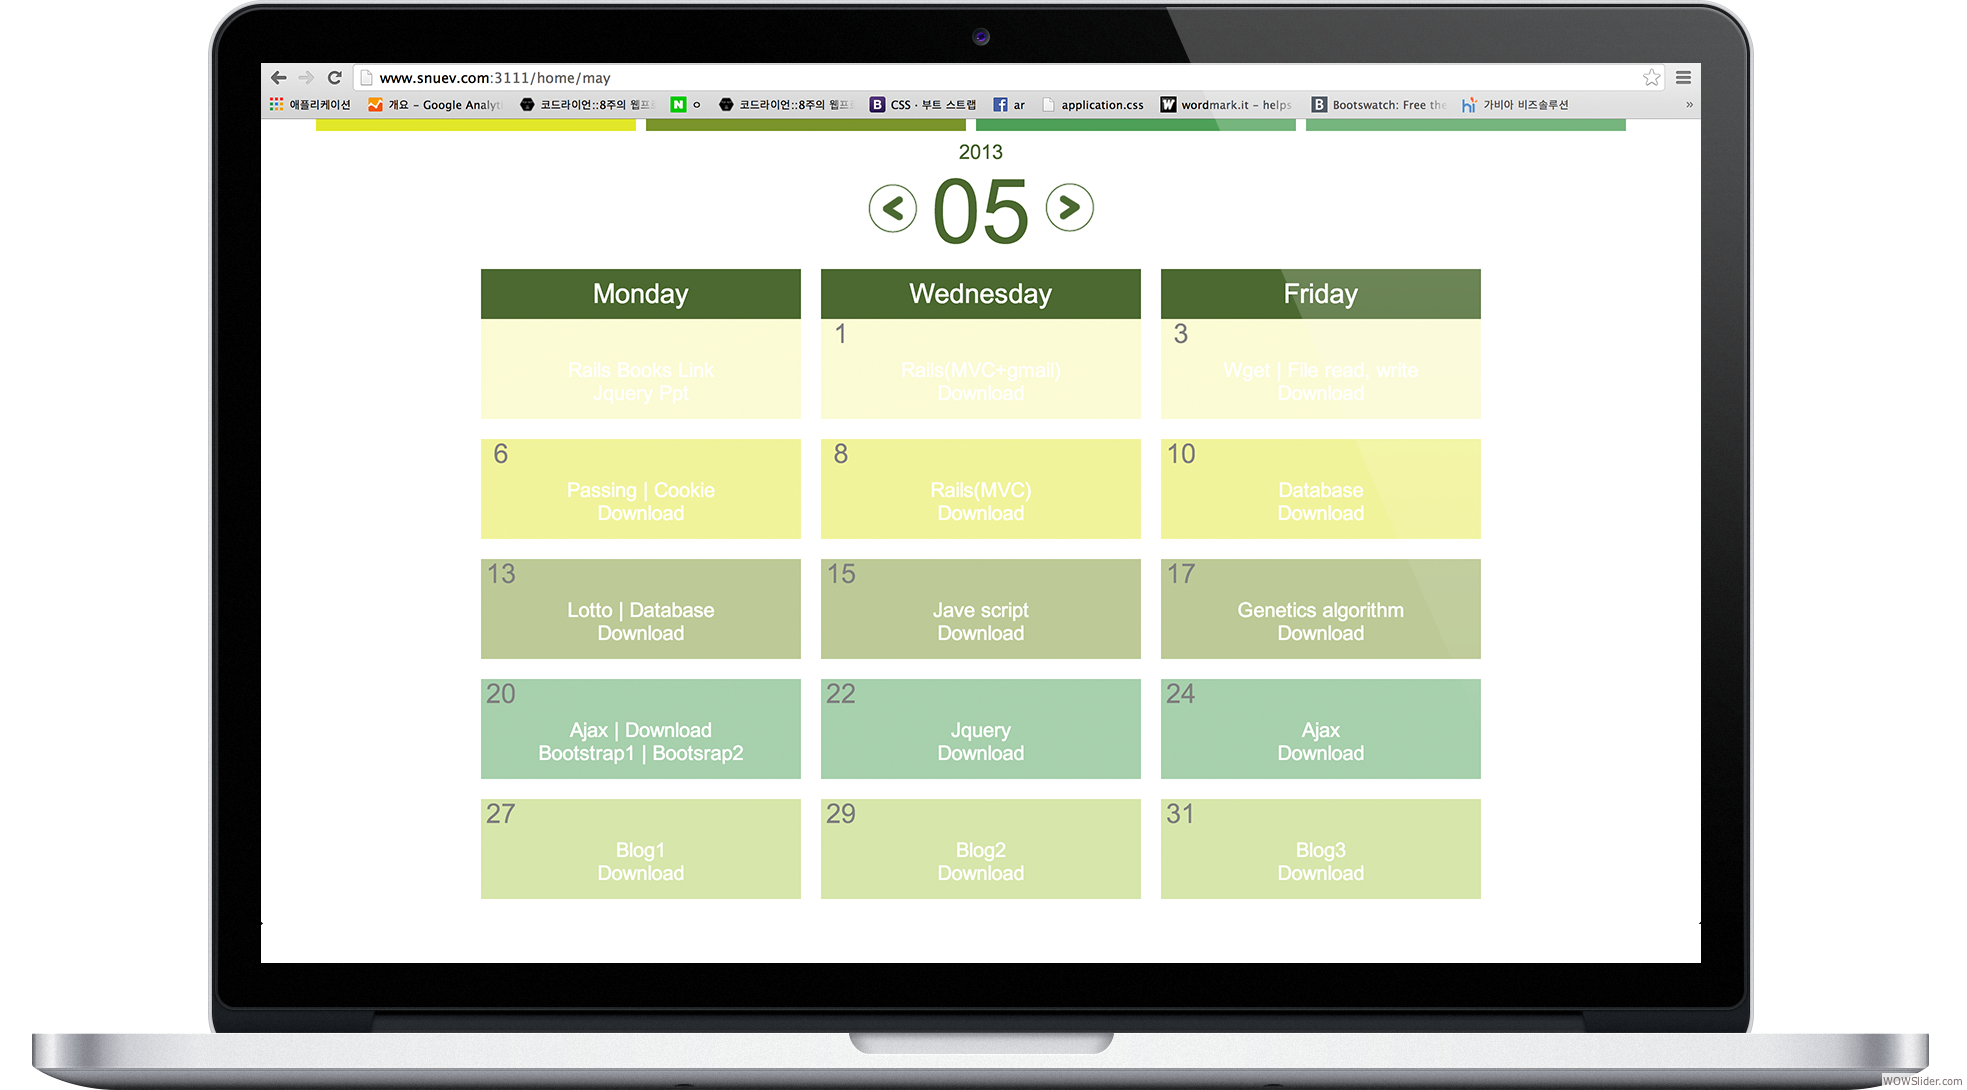 www.snuev.com:3111/home/may
애플리케이션 개요 - Google Analyt 코드라이언::8주의 웹프 ㅇ 코드라이언::8주의 웹프 B CSS · 부트 스트랩 ar application.css W wordmark.it - helps B Bootswatch: Free the 가비아 비즈솔루션 »
2013
< 05 >
Monday Wednesday Friday
1 3
Rails Books Link Rails(MVC+gmail) Wget | File read, write
Jquery Ppt Download Download
6 8 10
Passing | Cookie Rails(MVC) Database
Download Download Download
13 15 17
Lotto | Database Jave script Genetics algorithm
Download Download Download
20 22 24
Ajax | Download Jquery Ajax
Bootstrap1 | Bootsrap2 Download Download
27 29 31
Blog1 Blog2 Blog3
Download Download Download
WOWSlider.com